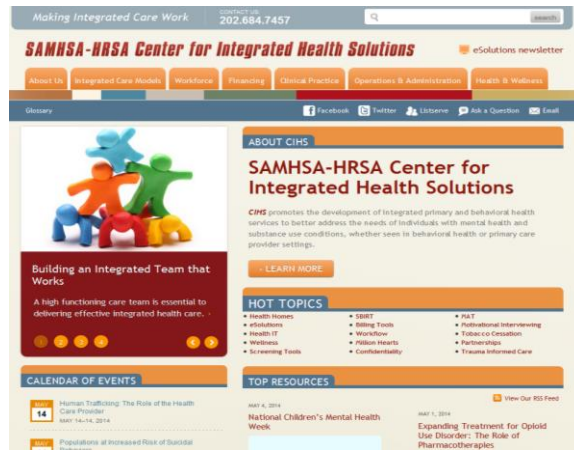 Making Integrated Care Work
CONTACT US
202.684.7457
search
SAMHSA-HRSA Center for Integrated Health Solutions
eSolutions newsletter
About Us
Integrated Care Models
Workforce
Financing
Clinical Practice
Operations & Administration
Health & Wellness
Glossary
Facebook
Twitter
Listserve
Ask a Question
Email
Building an Integrated Team that
Works
A high functioning care team is essential to
delivering effective integrated health care.
1 2 3 4
ABOUT CIHS
SAMHSA-HRSA Center for
Integrated Health Solutions
CIHS promotes the development of integrated primary and behavioral health
services to better address the needs of individuals with mental health and
substance use conditions, whether seen in behavioral health or primary care
provider settings.
LEARN MORE
HOT TOPICS
• Health Homes
• eSolutions
• Health IT
• Wellness
• Screening Tools
• SBIRT
• Billing Tools
• Workflow
• Million Hearts
• Confidentiality
• MAT
• Motivational Interviewing
• Tobacco Cessation
• Partnerships
• Trauma Informed Care
CALENDAR OF EVENTS
MAY
14
Human Trafficking: The Role of the Health
Care Provider
MAY 14-14, 2014
MAY
Populations at Increased Risk of Suicidal
TOP RESOURCES
View Our RSS Feed
MAY 4, 2014
National Children's Mental Health
Week
MAY 1, 2014
Expanding Treatment for Opioid
Use Disorder: The Role of
Pharmacotherapies